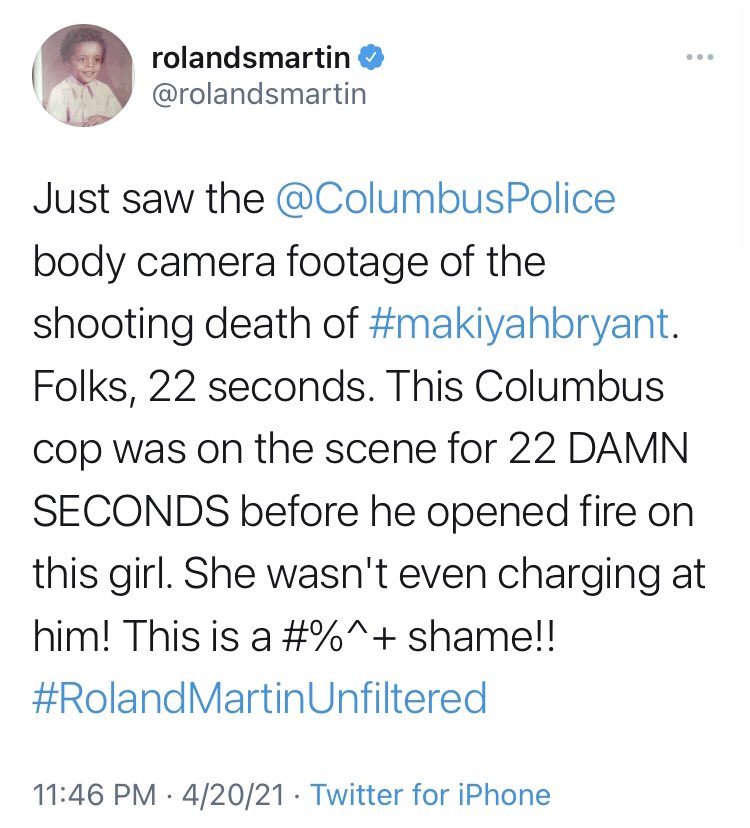 rolandsmartin
@rolandsmartin
Just saw the @ColumbusPolice
body camera footage of the
shooting death of #makiyahbryant.
Folks, 22 seconds. This Columbus
cop was on the scene for 22 DAMN
SECONDS before he opened fire on
this girl. She wasn't even charging at
him! This is a #%^+ shame!!
#RolandMartinUnfiltered
11:46 PM · 4/20/21 · Twitter for iPhone